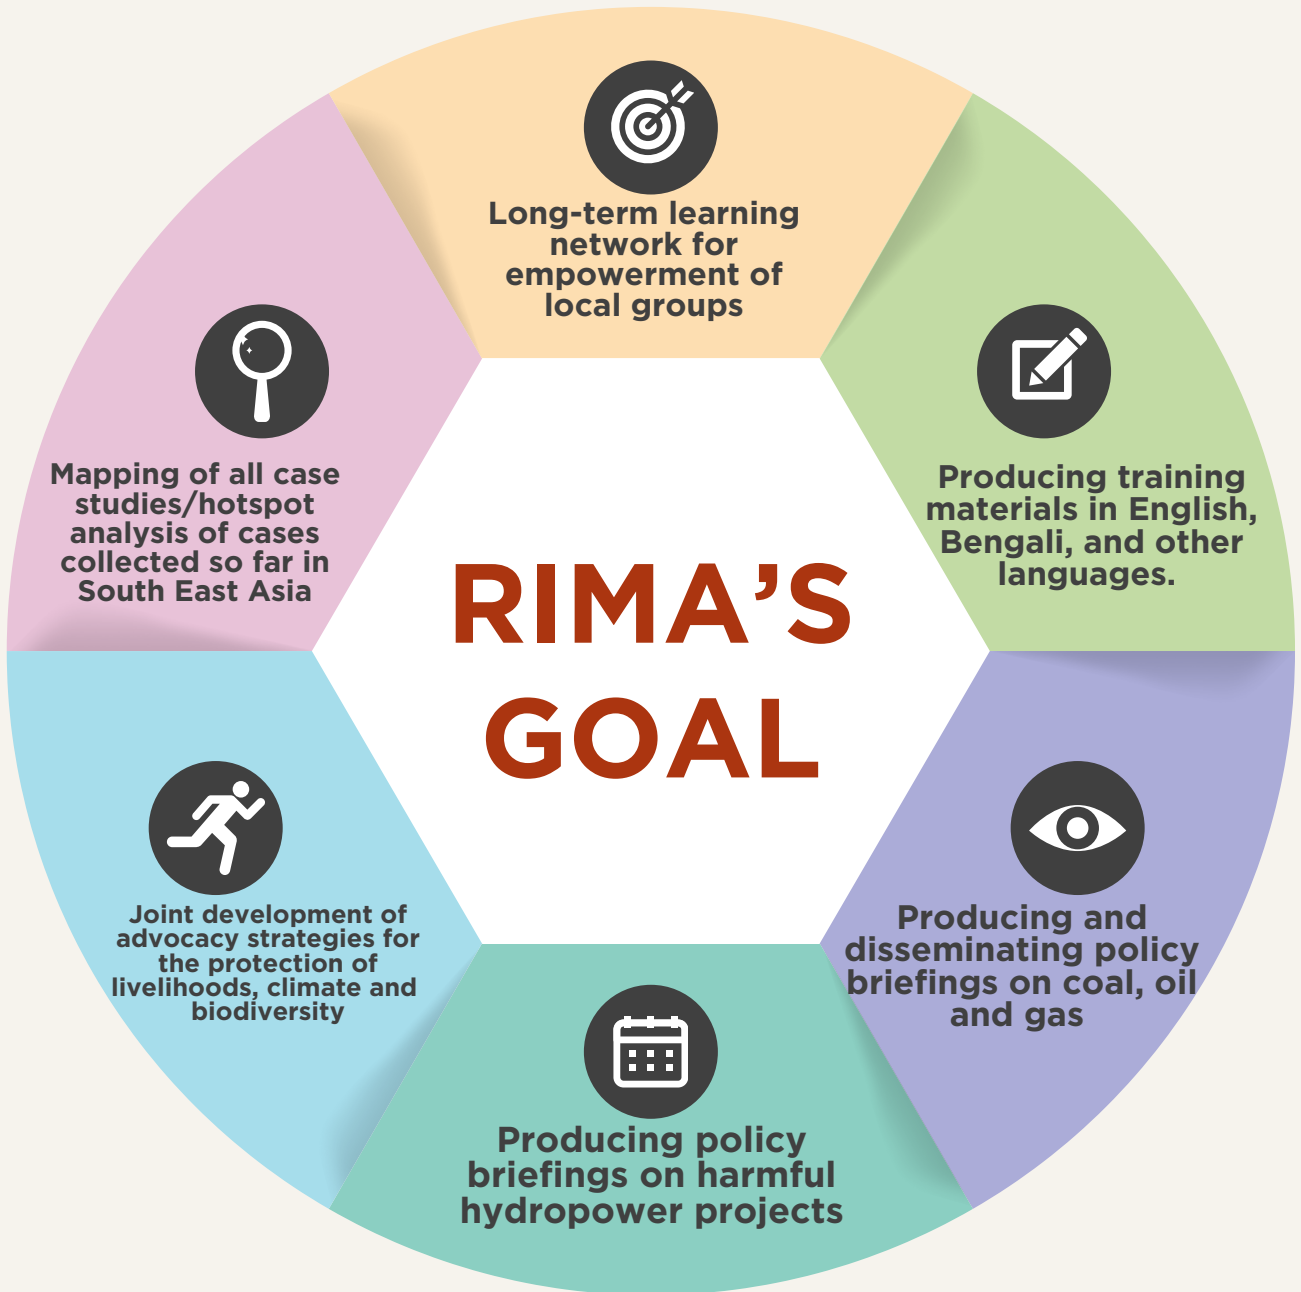 Long-term learning
network for
empowerment of
local groups
Mapping of all case
studies/hotspot
analysis of cases
collected so far in
South East Asia
Producing training
materials in English,
Bengali, and other
languages.
RIMA’S
GOAL
Joint development of
advocacy strategies for
the protection of
livelihoods, climate and
biodiversity
Producing and
disseminating policy
briefings on coal, oil
and gas
Producing policy
briefings on harmful
hydropower projects